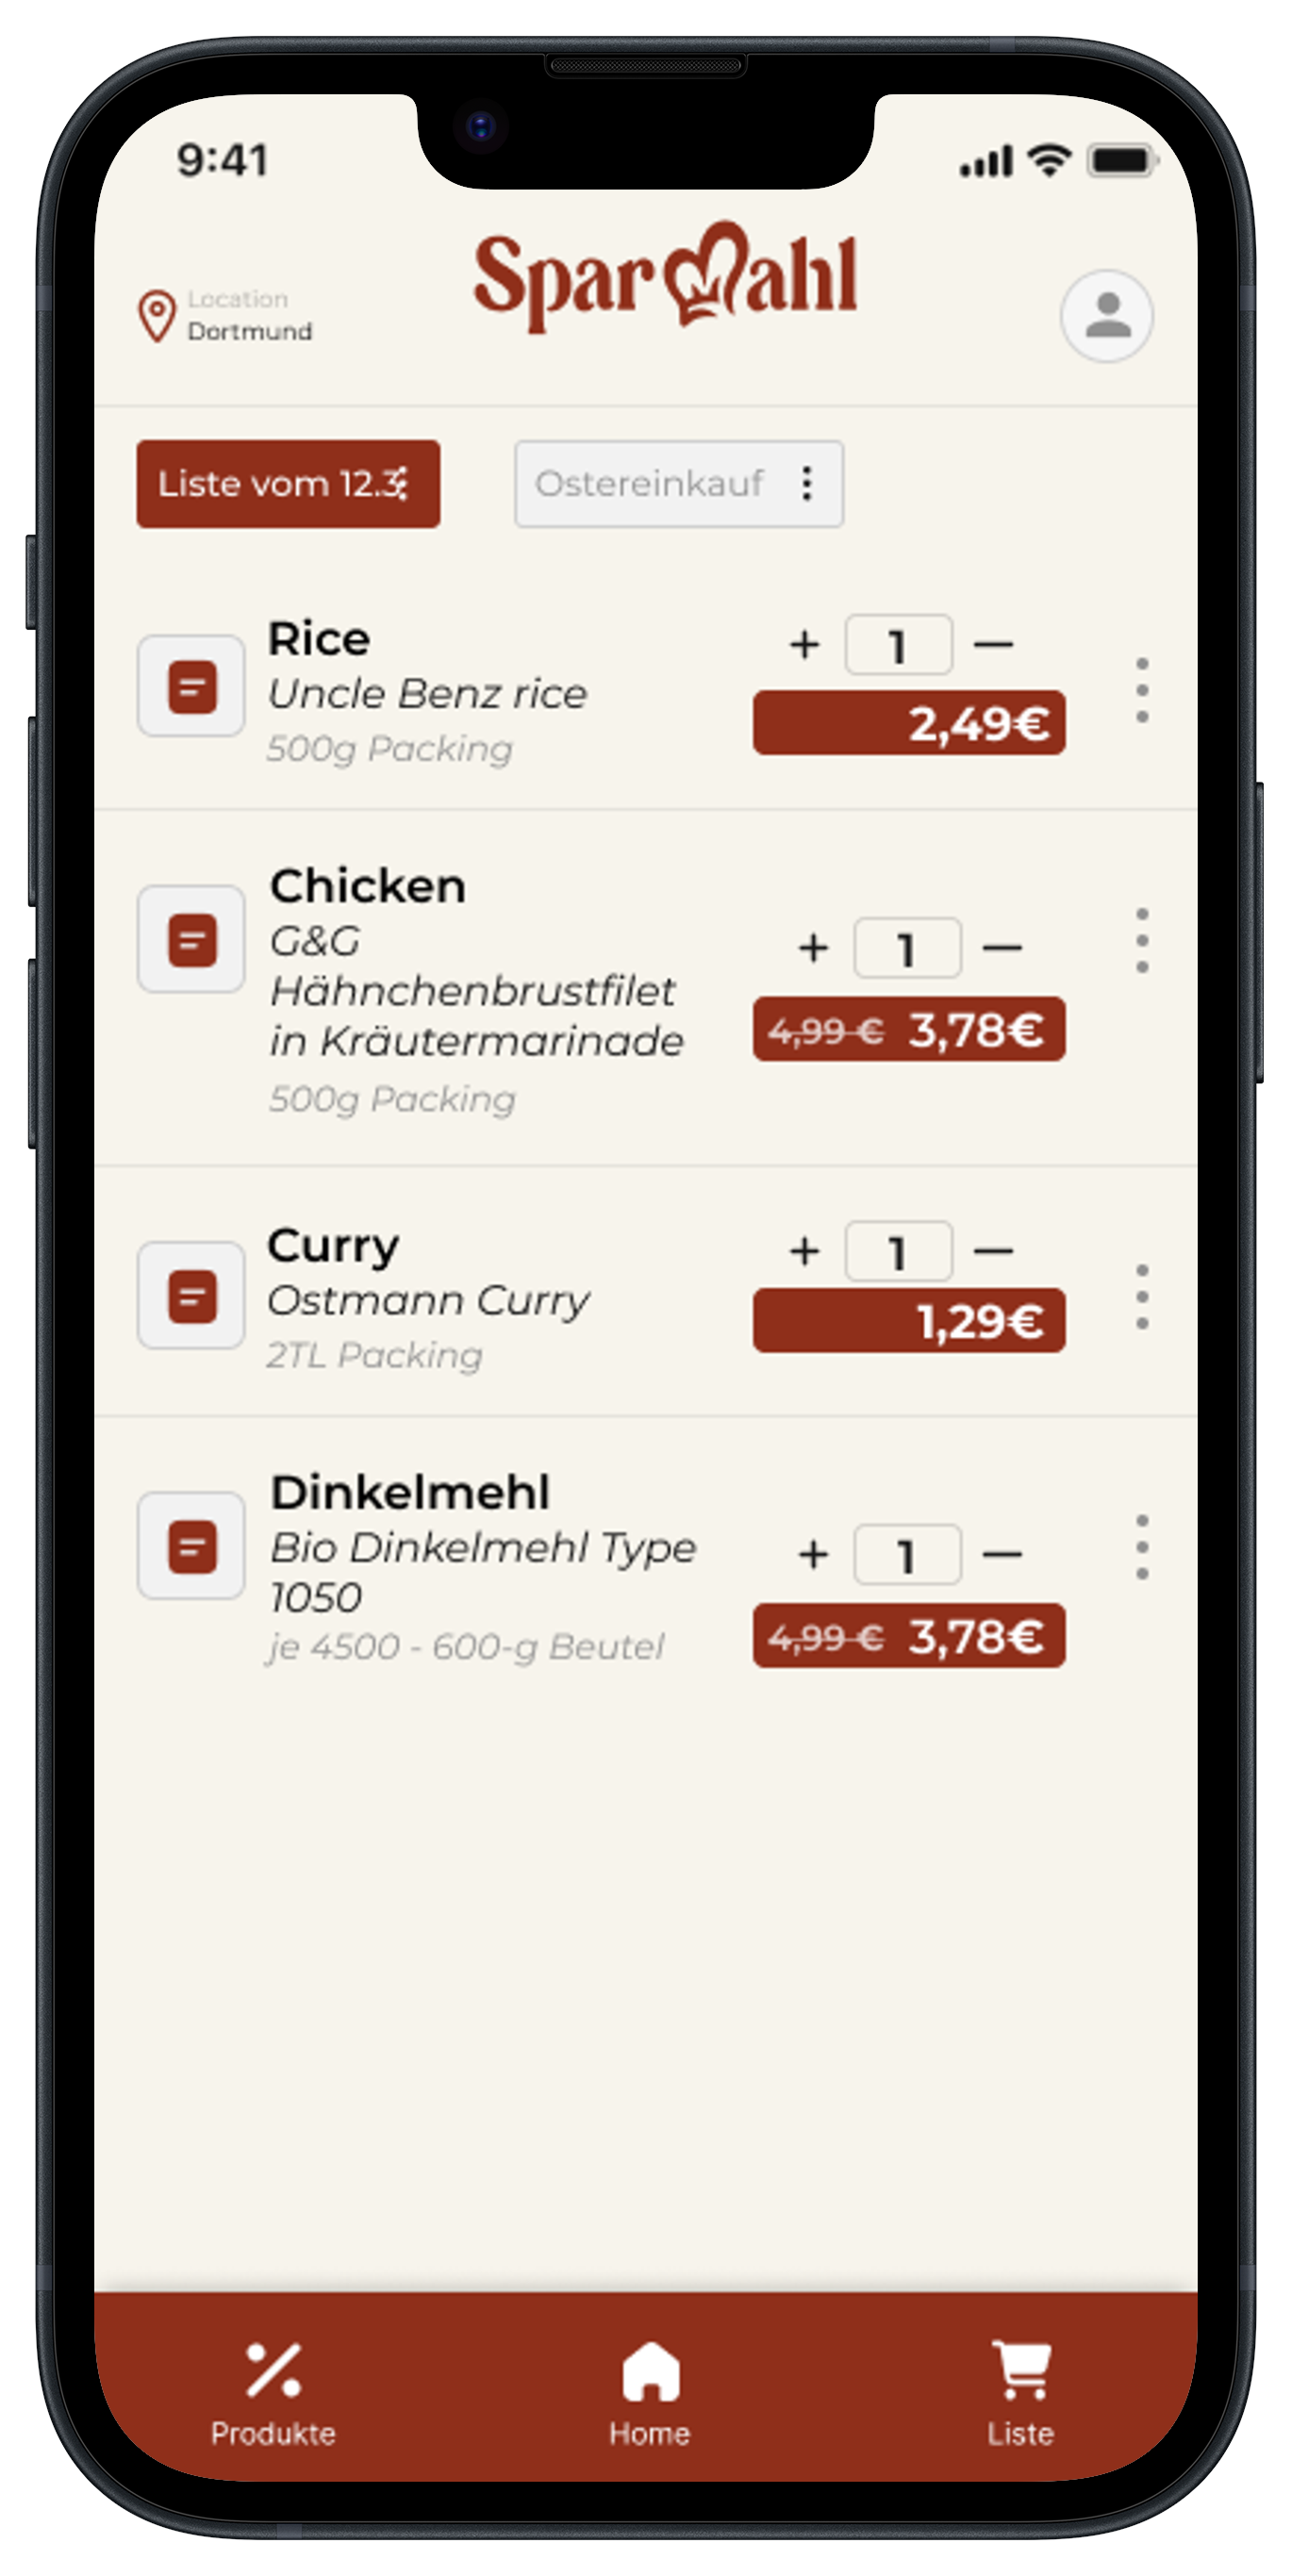 9:41
SparMahl
Location
Dortmund
Liste vom 12.3
Ostereinkauf
Rice
Uncle Benz rice
500g Packing
+ 1 −
2,49€
Chicken
G&G
Hähnchenbrustfilet
in Kräutermarinade
500g Packing
+ 1 −
4,99 € 3,78€
Curry
Ostmann Curry
2TL Packing
+ 1 −
1,29€
Dinkelmehl
Bio Dinkelmehl Type
1050
je 4500 - 600-g Beutel
+ 1 −
4,99 € 3,78€
Produkte
Home
Liste